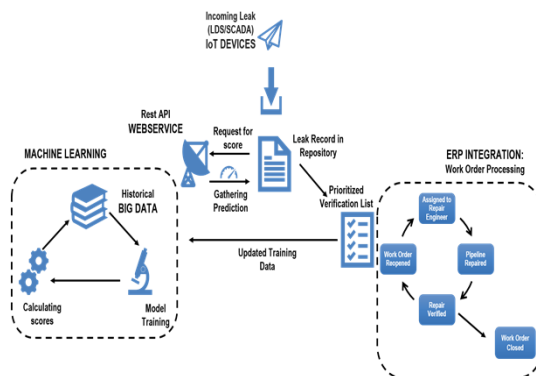 Incoming Leak
(LDS/SCADA)
IoT DEVICES
Rest API
WEBSERVICE
Request for
score
Leak Record in
Repository
Gathering
Prediction
MACHINE LEARNING
Historical
BIG DATA
Calculating
scores
Model
Training
Prioritized
Verification List
Updated Training
Data
ERP INTEGRATION:
Work Order Processing
Assigned to
Repair
Engineer
Work Order
Reopened
Pipeline
Repaired
Repair
Verified
Work Order
Closed